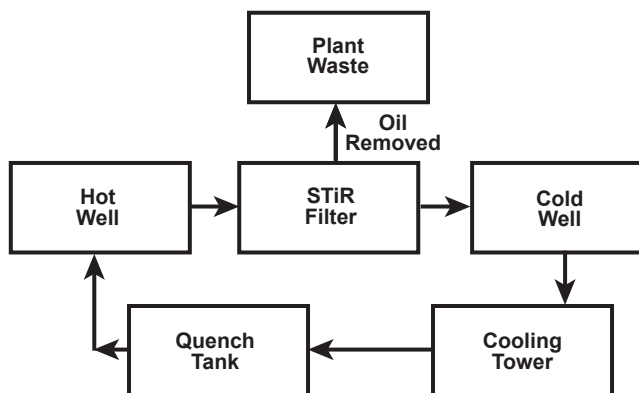 Plant
Waste
Oil
Removed
Hot
Well
STiR
Filter
Cold
Well
Quench
Tank
Cooling
Tower